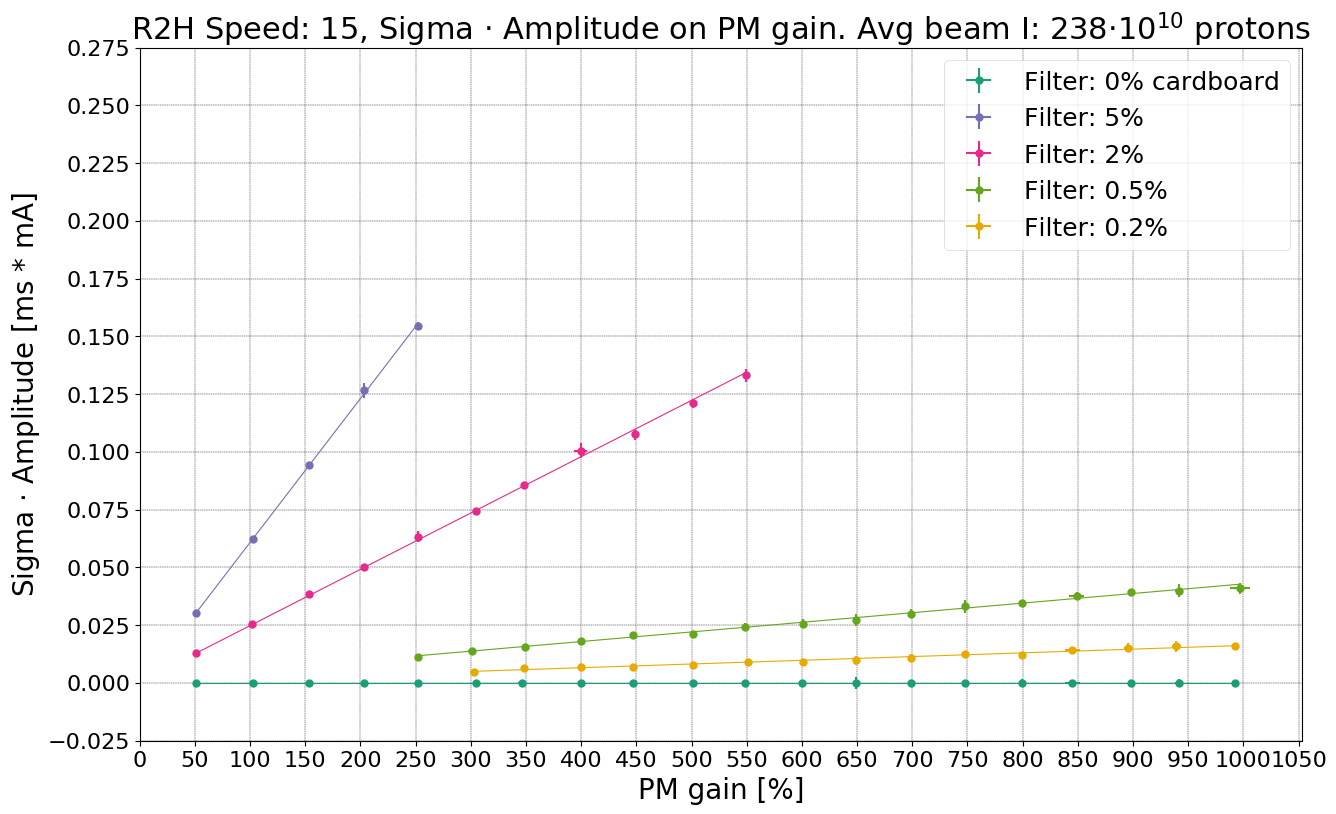 R2H Speed: 15, Sigma · Amplitude on PM gain. Avg beam I: 238·10¹⁰ protons
Sigma · Amplitude [ms * mA]
0.275
0.250
0.225
0.200
0.175
0.150
0.125
0.100
0.075
0.050
0.025
0.000
−0.025
Filter: 0% cardboard
Filter: 5%
Filter: 2%
Filter: 0.5%
Filter: 0.2%
0 50 100 150 200 250 300 350 400 450 500 550 600 650 700 750 800 850 900 950 1000 1050
PM gain [%]